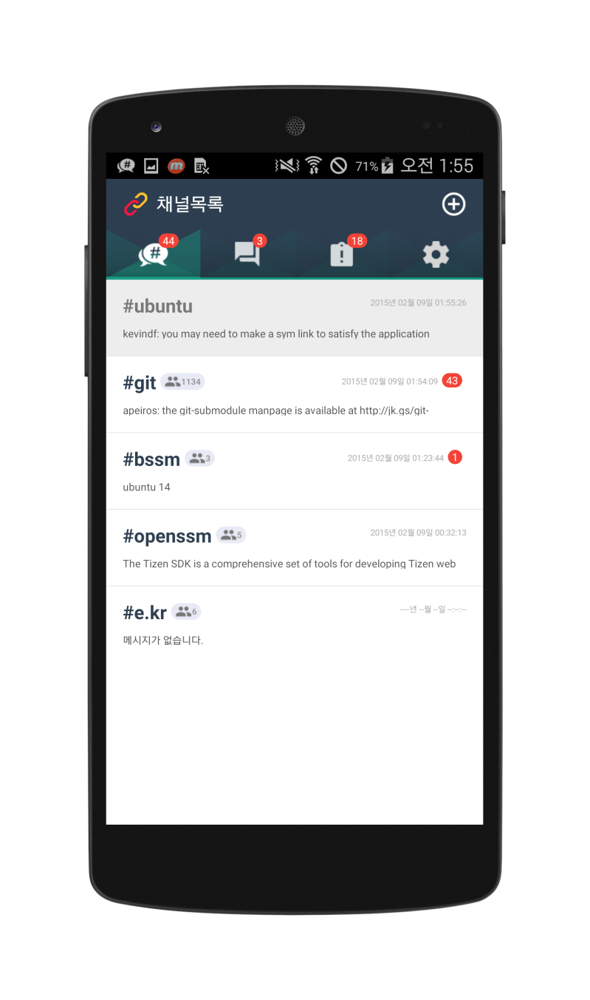 71% 오전 1:55
채널목록
# 44 3 18
#ubuntu 2015년 02월 09일 01:55:26
kevindf: you may need to make a sym link to satisfy the application
#git 1134 2015년 02월 09일 01:54:09 43
apeiros: the git-submodule manpage is available at http://jk.gs/git-
#bssm 3 2015년 02월 09일 01:23:44 1
ubuntu 14
#openssm 5 2015년 02월 09일 00:32:13
The Tizen SDK is a comprehensive set of tools for developing Tizen web
#e.kr 6 ----년 --월 --일 --:--:--
메시지가 없습니다.